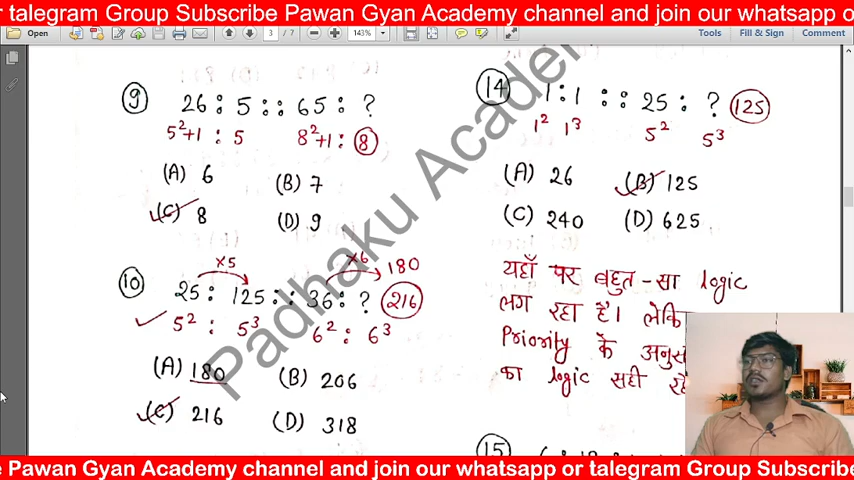 r talegram Group Subscribe Pawan Gyan Academy channel and join our whatsapp o
Open
3 / 7
143%
Tools
Fill & Sign
Comment
Padhaku Academ
9
26 : 5 :: 65 : ?
5²+1 : 5 8²+1 : 8
(A) 6
(B) 7
(C) 8
(D) 9
10
×5 ×6 180
25 : 125 :: 36 : ? 216
5² : 5³ 6² : 6³
(A) 180
(B) 206
(C) 216
(D) 318
14
1 : 1 :: 25 : ? 125
1² 1³ 5² 5³
(A) 26
(B) 125
(C) 240
(D) 625
यहाँ पर बहुत-सा logic
लग रहा है। लेकि
Priority के अनुस
का logic सही रहे
15
e Pawan Gyan Academy channel and join our whatsapp or talegram Group Subscribe